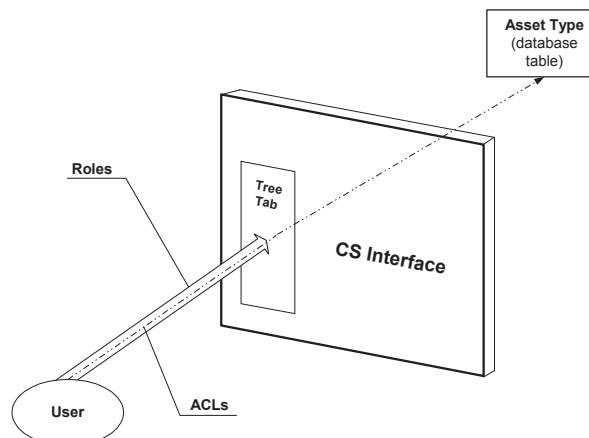 Asset Type
(database
table)
Roles
Tree
Tab
CS Interface
User
ACLs